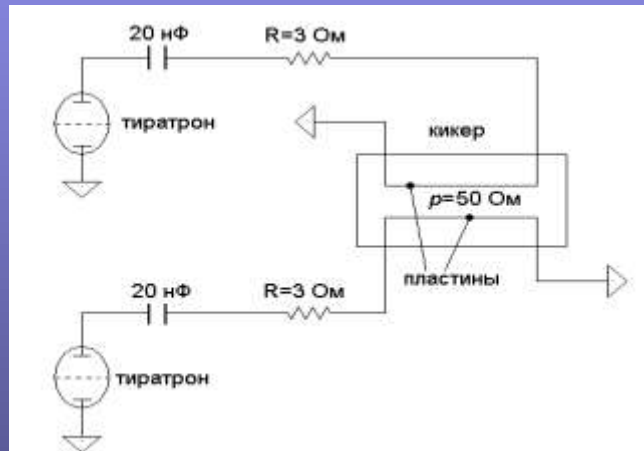 20 нФ
R=3 Ом
тиратрон
кикер
p=50 Ом
пластины
20 нФ
R=3 Ом
тиратрон